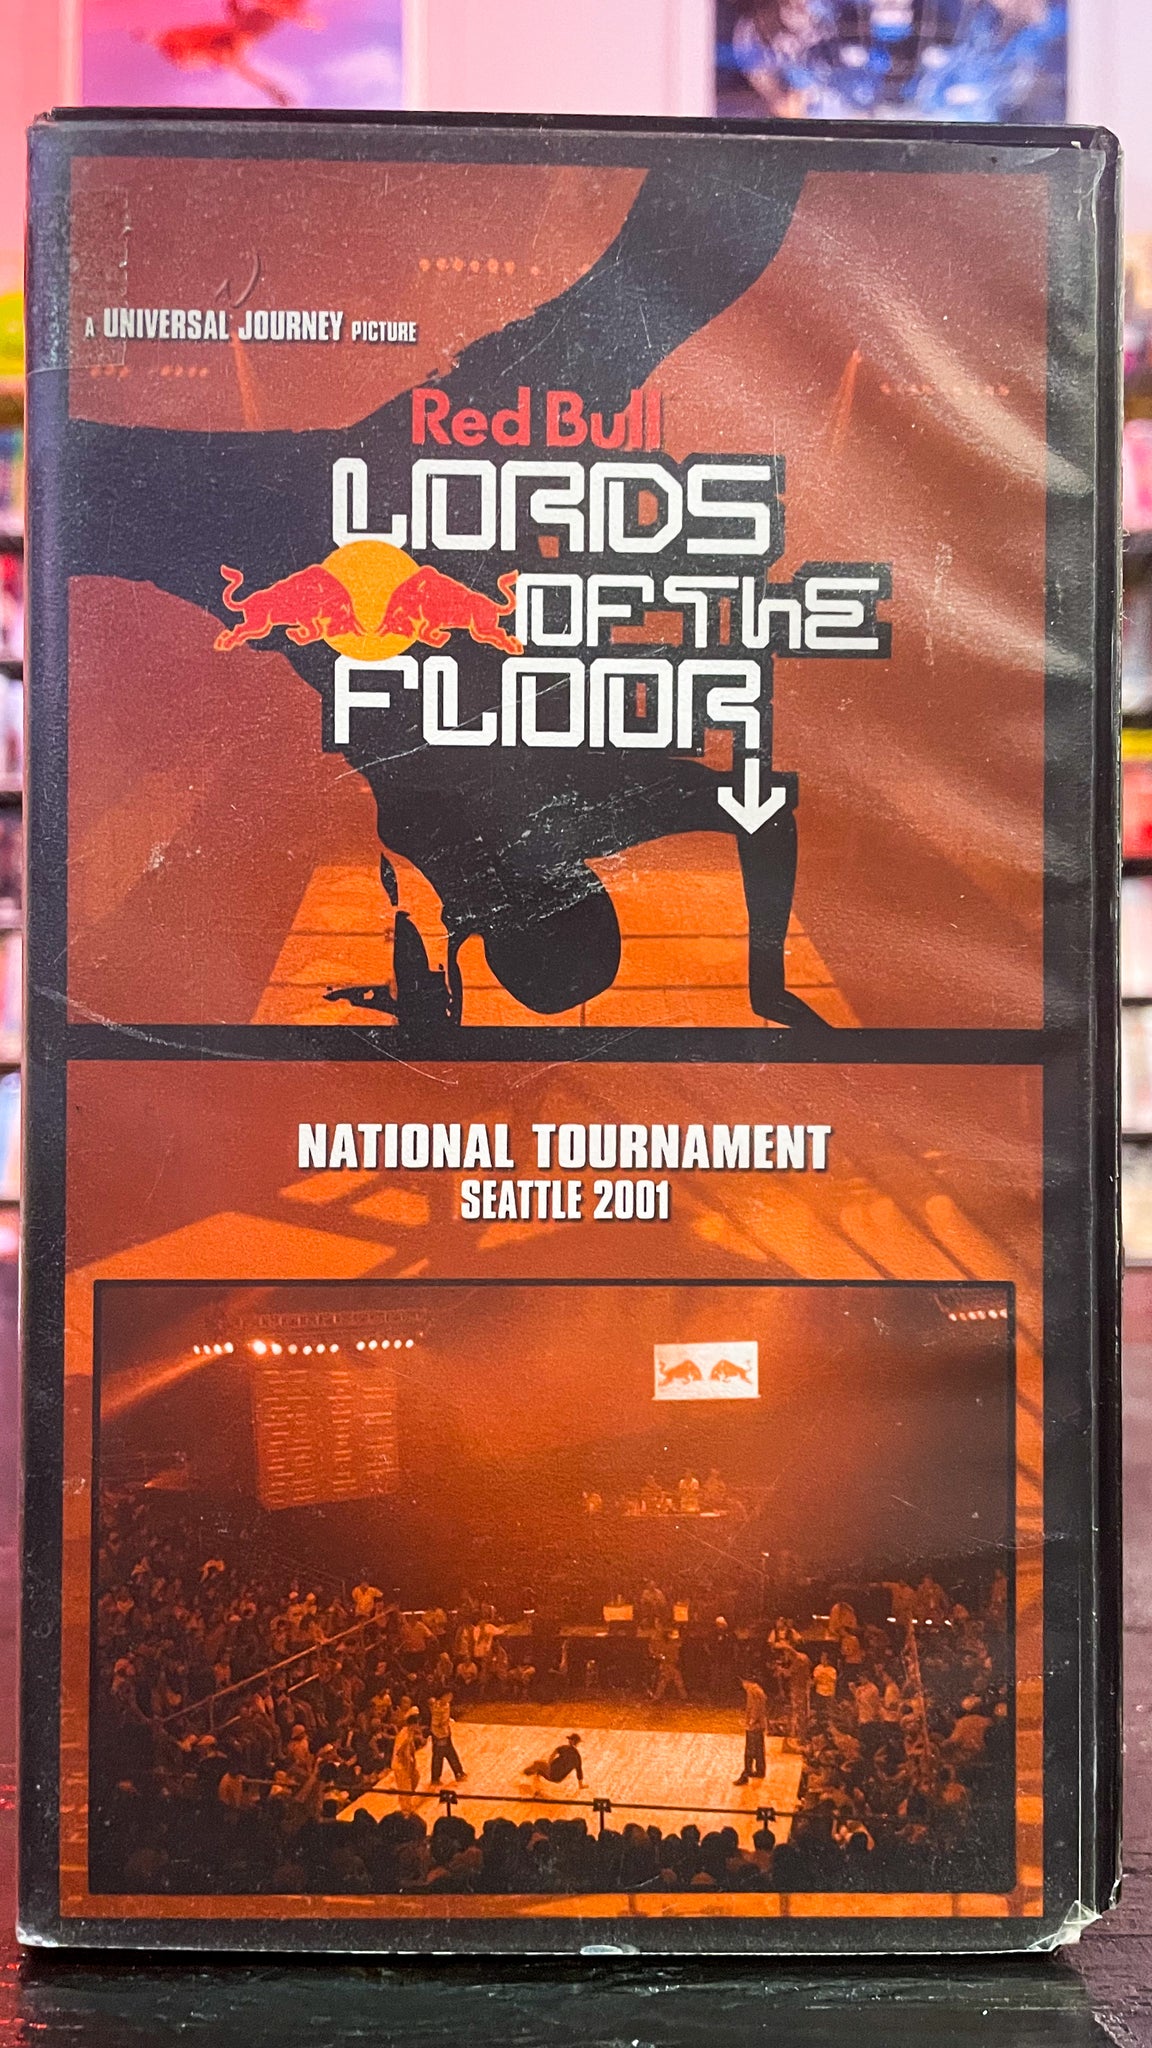 A UNIVERSAL JOURNEY PICTURE
Red Bull
LORDS
OF THE
FLOOR
NATIONAL TOURNAMENT
SEATTLE 2001